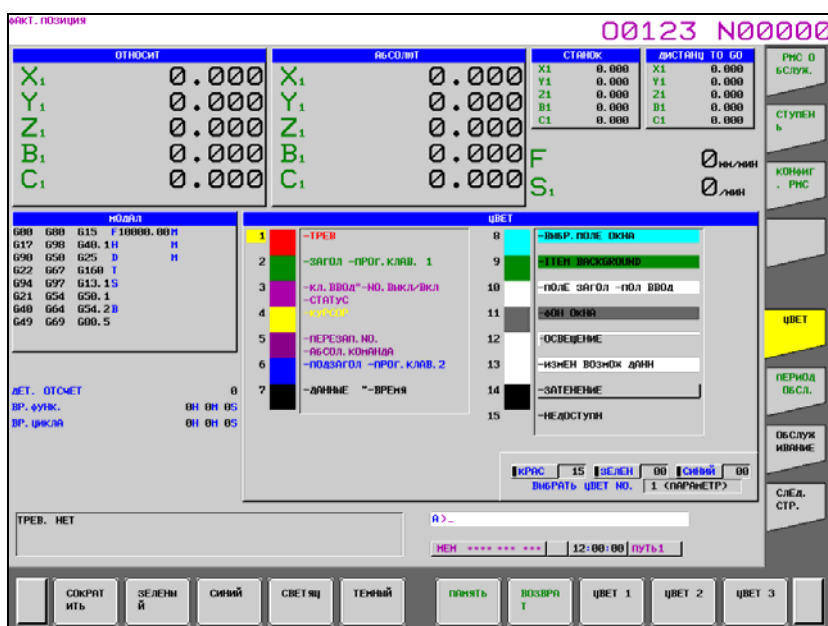 ФАКТ. ПОЗИЦИЯ
O0123 N00000
ОТНОСИТ
X1 0.000
Y1 0.000
Z1 0.000
B1 0.000
C1 0.000
АБСОЛЮТ
X1 0.000
Y1 0.000
Z1 0.000
B1 0.000
C1 0.000
СТАНОК
X1 0.000
Y1 0.000
Z1 0.000
B1 0.000
C1 0.000
ДИСТАНЦ TO GO
X1 0.000
Y1 0.000
Z1 0.000
B1 0.000
C1 0.000
F 0 мм/мин
S1 0 /мин
МОДАЛ
G00 G80 G15 F10000.00M
G17 G98 G40.1H M
G90 G50 G25 D M
G22 G67 G160 T
G94 G97 G13.1S
G21 G54 G50.1
G40 G64 G54.2B
G49 G69 G80.5
ДЕТ. ОТСЧЕТ 0
ВР. ФУНК. 0H 0M 0S
ВР. ЦИКЛА 0H 0M 0S
ЦВЕТ
1 -ТРЕВ
2 -ЗАГОЛ -ПРОГ.КЛАВ. 1
3 -КЛ. ВВОД"-НО. ВЫКЛ/ВКЛ
-СТАТУС
4 -КУРСОР
5 -ПЕРЕЗАП. NO.
-АБСОЛ. КОМАНДА
6 -ПОДЗАГОЛ -ПРОГ.КЛАВ.2
7 -ДАННЫЕ "-ВРЕМЯ
8 -ВЫБР. ПОЛЕ ОКНА
9 -ITEM BACKGROUND
10 -ПОЛЕ ЗАГОЛ -ПОЛ ВВОД
11 -ФОН ОКНА
12 -ОСВЕЩЕНИЕ
13 -ИЗМЕН ВОЗМОЖ ДАНН
14 -ЗАТЕНЕНИЕ
15 -НЕДОСТУПН
КРАС 15 ЗЕЛЕН 00 СИНИЙ 00
ВЫБРАТЬ ЦВЕТ NO. 1 (ПАРАМЕТР)
ТРЕВ. НЕТ
A>_
МЕМ **** *** *** 12:00:00 ПУТЬ1
PMC О
БСЛУЖ.
СТУПЕН
Ь
КОНФИГ
. PMC
ЦВЕТ
ПЕРИОД
ОБСЛ.
ОБСЛУЖ
ИВАНИЕ
СЛЕД.
СТР.
СОКРАТ
ИТЬ
ЗЕЛЕНЫ
Й
СИНИЙ
СВЕТЯЩ
ТЕМНЫЙ
ПАМЯТЬ
ВОЗВРА
Т
ЦВЕТ 1
ЦВЕТ 2
ЦВЕТ 3